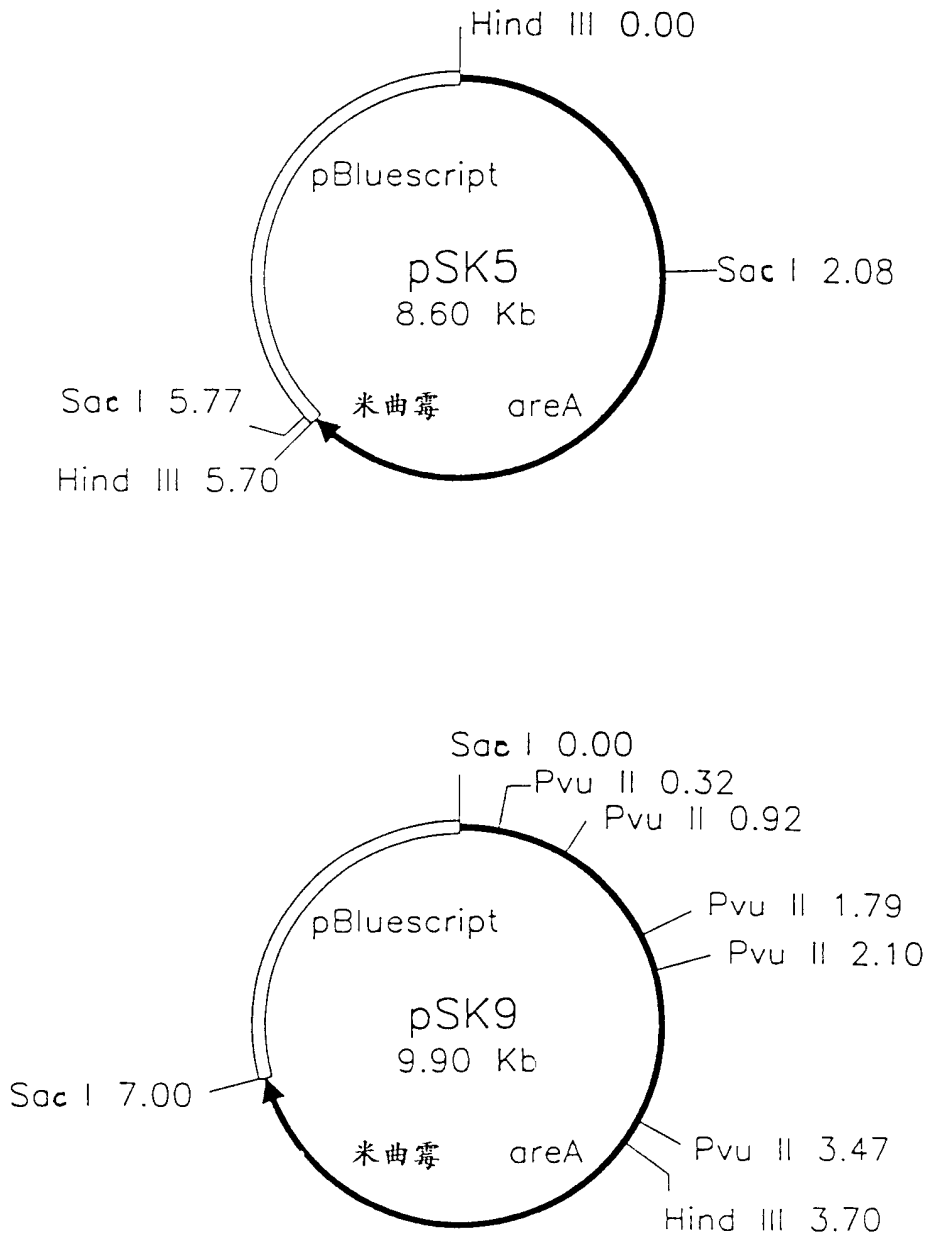 Hind III 0.00
pBluescript
pSK5
8.60 Kb
Sac I 2.08
Sac I 5.77
米曲霉 areA
Hind III 5.70
Sac I 0.00
Pvu II 0.32
Pvu II 0.92
pBluescript
Pvu II 1.79
Pvu II 2.10
pSK9
9.90 Kb
Sac I 7.00
米曲霉 areA
Pvu II 3.47
Hind III 3.70